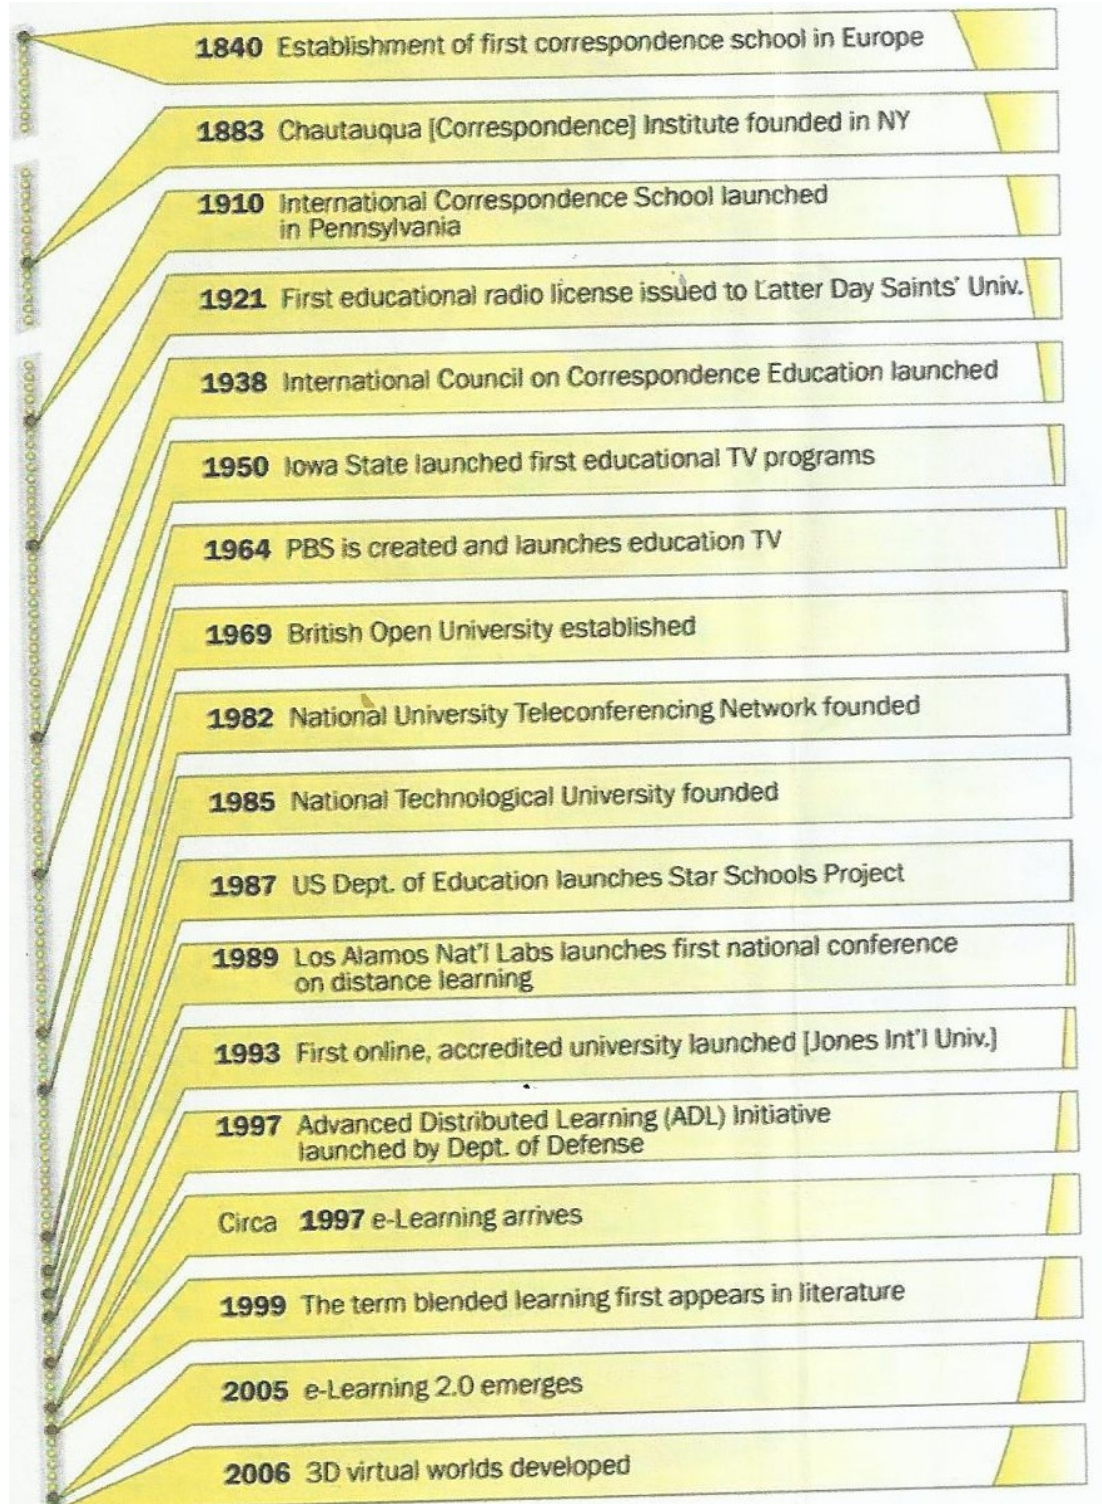 1840 Establishment of first correspondence school in Europe
1883 Chautauqua [Correspondence] Institute founded in NY
1910 International Correspondence School launched
in Pennsylvania
1921 First educational radio license issued to Latter Day Saints' Univ.
1938 International Council on Correspondence Education launched
1950 Iowa State launched first educational TV programs
1964 PBS is created and launches education TV
1969 British Open University established
1982 National University Teleconferencing Network founded
1985 National Technological University founded
1987 US Dept. of Education launches Star Schools Project
1989 Los Alamos Nat'l Labs launches first national conference
on distance learning
1993 First online, accredited university launched [Jones Int'l Univ.]
1997 Advanced Distributed Learning (ADL) Initiative
launched by Dept. of Defense
Circa 1997 e-Learning arrives
1999 The term blended learning first appears in literature
2005 e-Learning 2.0 emerges
2006 3D virtual worlds developed